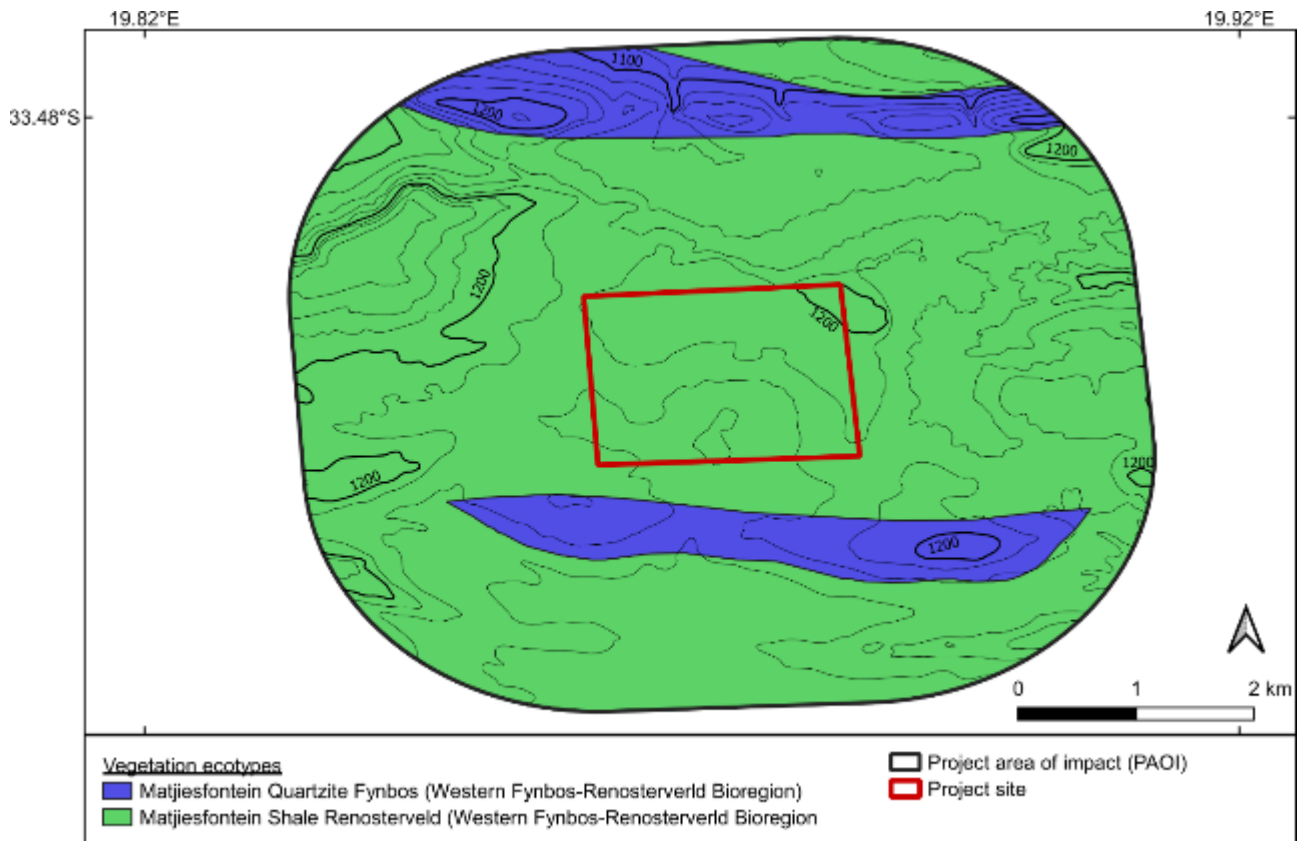 19.82°E
19.92°E
33.48°S
1100
1200
1200
1200
1200
1200
1200
1200
0 1 2 km
Vegetation ecotypes
Matjiesfontein Quartzite Fynbos (Western Fynbos-Renosterverld Bioregion)
Matjiesfontein Shale Renosterveld (Western Fynbos-Renosterverld Bioregion
Project area of impact (PAOI)
Project site